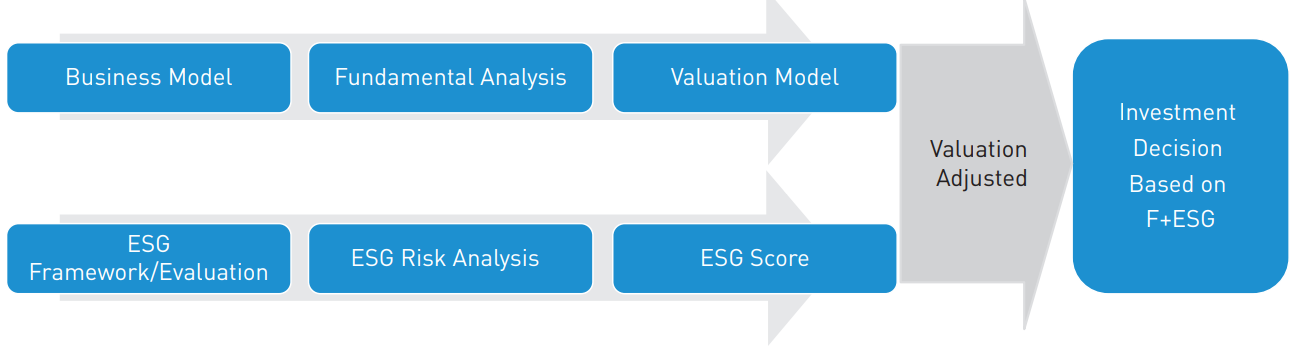 Business Model
Fundamental Analysis
Valuation Model
ESG
Framework/Evaluation
ESG Risk Analysis
ESG Score
Valuation
Adjusted
Investment
Decision
Based on
F+ESG